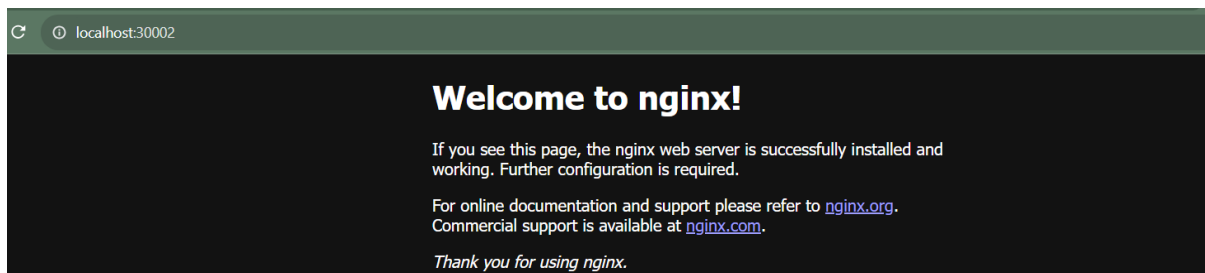 localhost:30002
Welcome to nginx!
If you see this page, the nginx web server is successfully installed and
working. Further configuration is required.
For online documentation and support please refer to nginx.org.
Commercial support is available at nginx.com.
Thank you for using nginx.